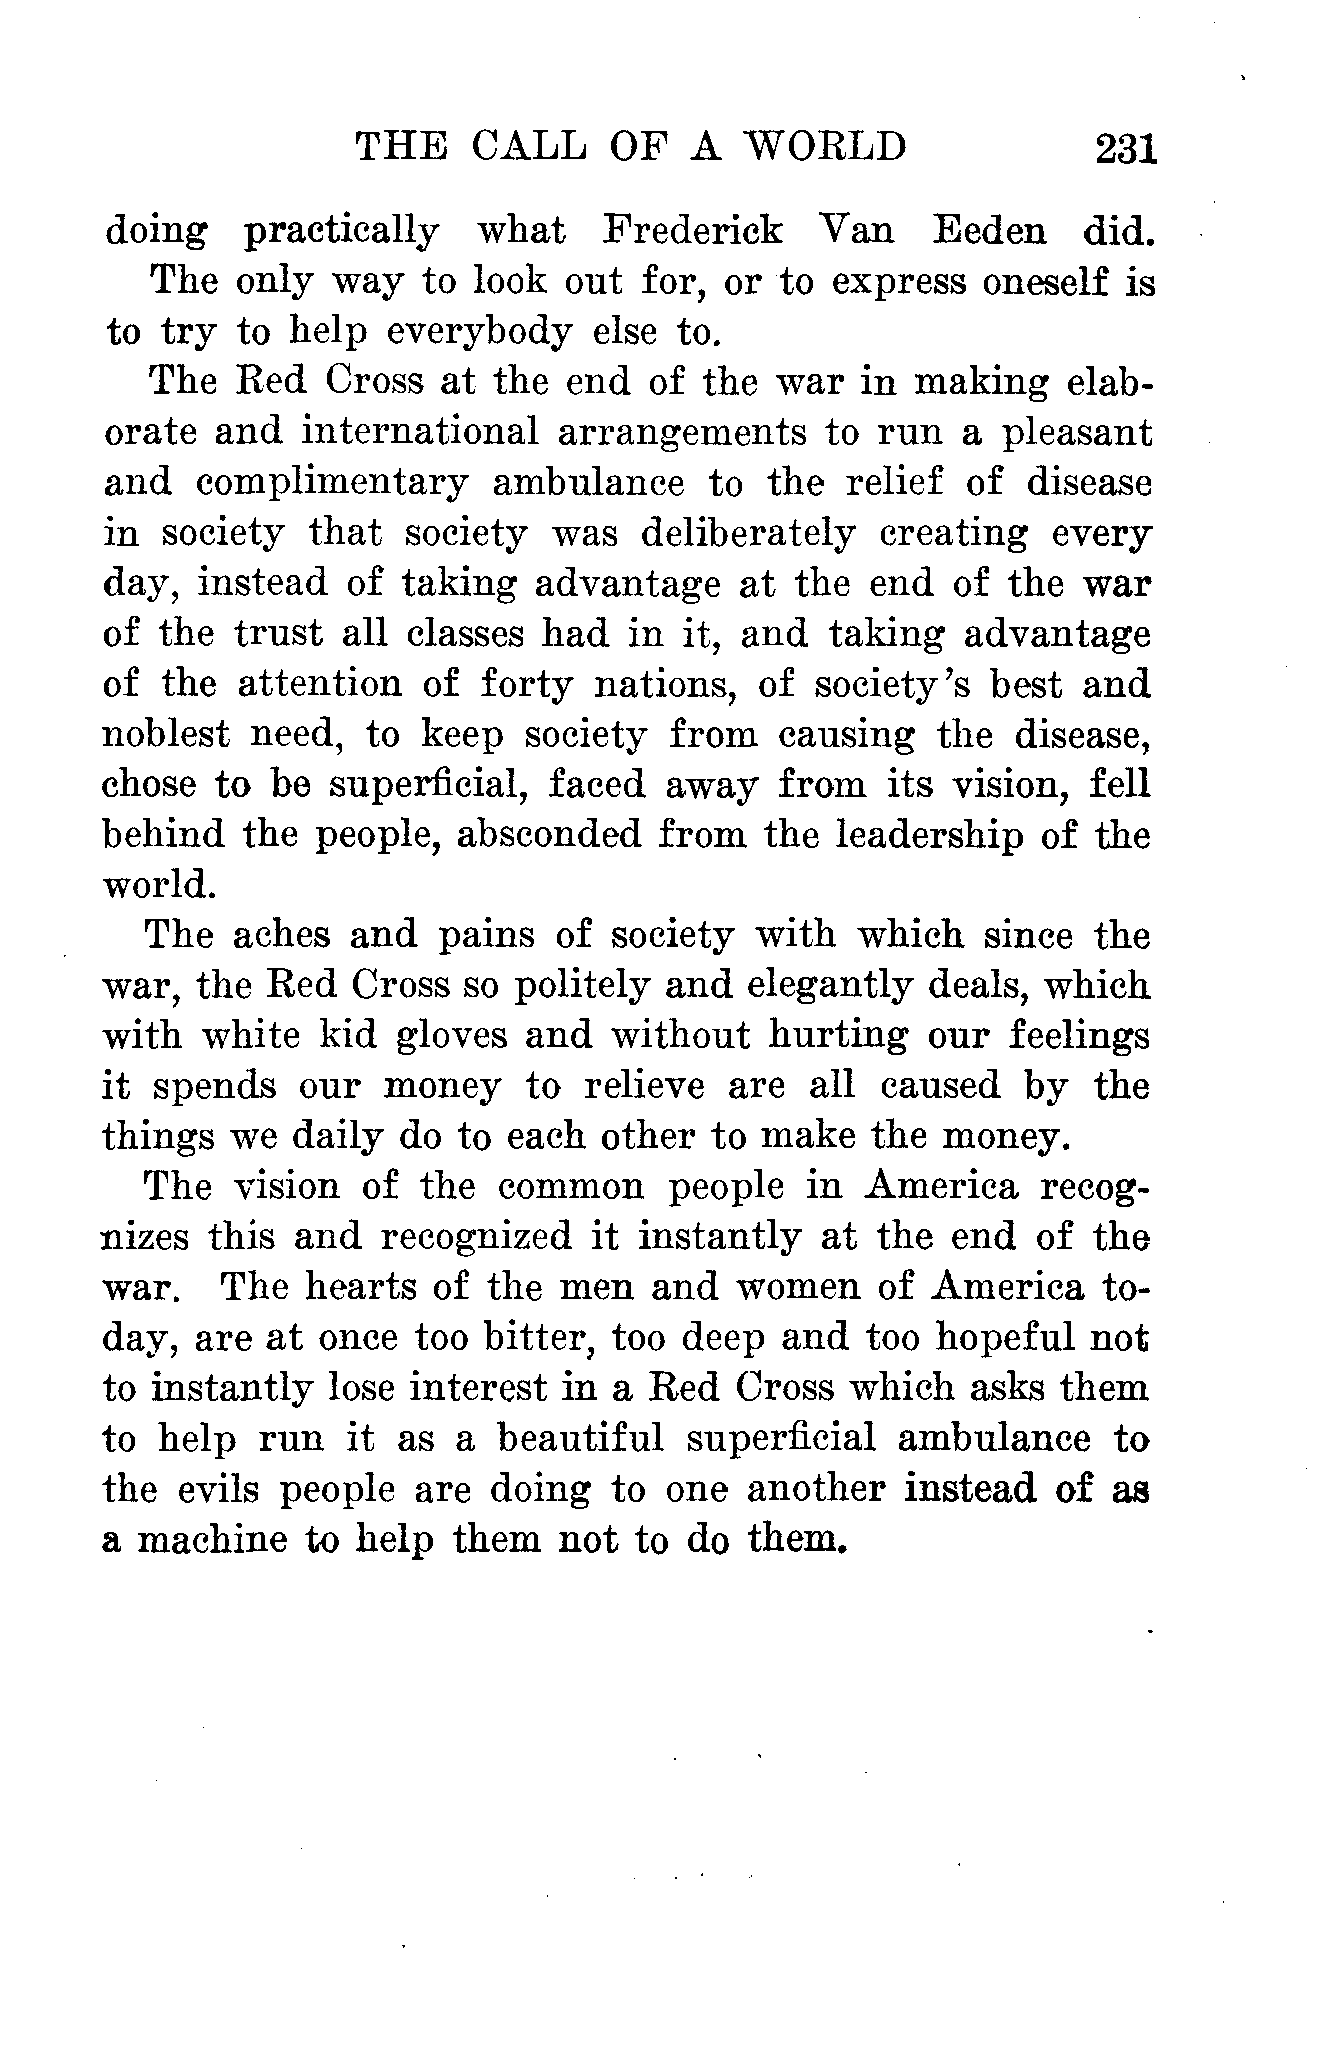 THE CALL OF A WORLD 231
doing practically what Frederick Van Eeden did.
The only way to look out for, or to express oneself is
to try to help everybody else to.
The Red Cross at the end of the war in making elab-
orate and international arrangements to run a pleasant
and complimentary ambulance to the relief of disease
in society that society was deliberately creating every
day, instead of taking advantage at the end of the war
of the trust all classes had in it, and taking advantage
of the attention of forty nations, of society's best and
noblest need, to keep society from causing the disease,
chose to be superficial, faced away from its vision, fell
behind the people, absconded from the leadership of the
world.
The aches and pains of society with which since the
war, the Red Cross so politely and elegantly deals, which
with white kid gloves and without hurting our feelings
it spends our money to relieve are all caused by the
things we daily do to each other to make the money.
The vision of the common people in America recog-
nizes this and recognized it instantly at the end of the
war. The hearts of the men and women of America to-
day, are at once too bitter, too deep and too hopeful not
to instantly lose interest in a Red Cross which asks them
to help run it as a beautiful superficial ambulance to
the evils people are doing to one another instead of as
a machine to help them not to do them.